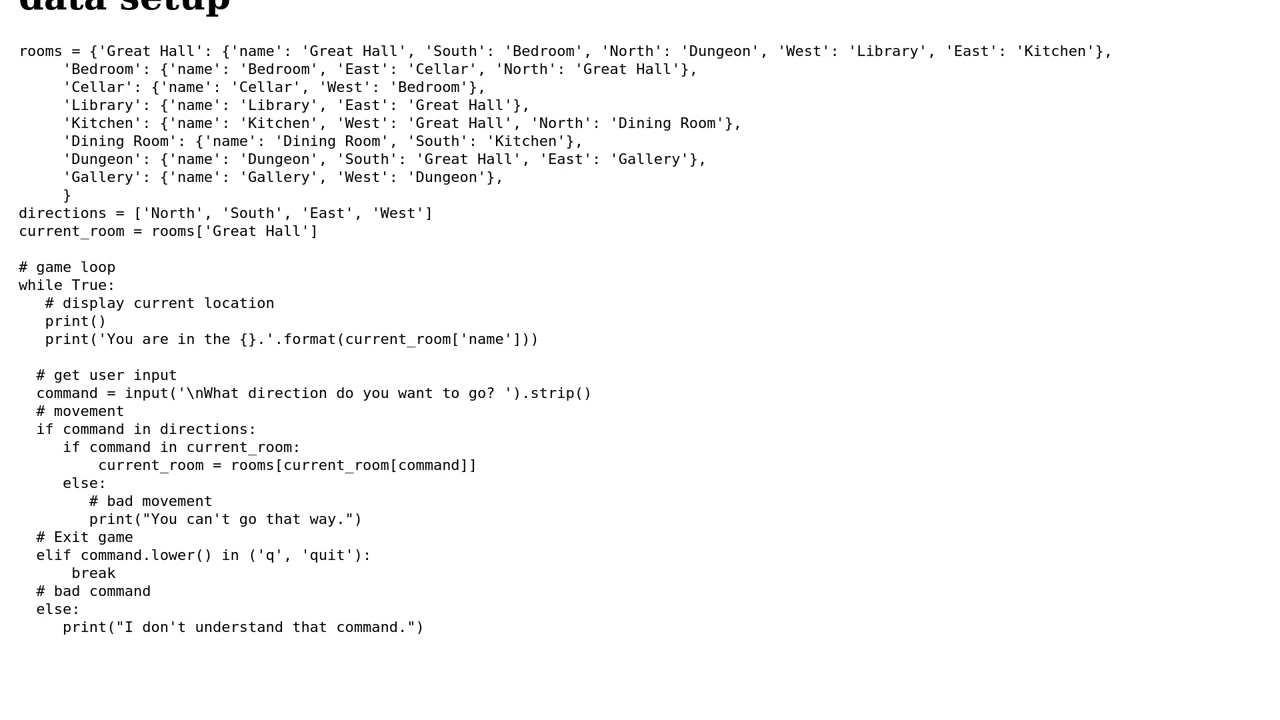 data setup
rooms = {'Great Hall': {'name': 'Great Hall', 'South': 'Bedroom', 'North': 'Dungeon', 'West': 'Library', 'East': 'Kitchen'},
     'Bedroom': {'name': 'Bedroom', 'East': 'Cellar', 'North': 'Great Hall'},
     'Cellar': {'name': 'Cellar', 'West': 'Bedroom'},
     'Library': {'name': 'Library', 'East': 'Great Hall'},
     'Kitchen': {'name': 'Kitchen', 'West': 'Great Hall', 'North': 'Dining Room'},
     'Dining Room': {'name': 'Dining Room', 'South': 'Kitchen'},
     'Dungeon': {'name': 'Dungeon', 'South': 'Great Hall', 'East': 'Gallery'},
     'Gallery': {'name': 'Gallery', 'West': 'Dungeon'},
     }
directions = ['North', 'South', 'East', 'West']
current_room = rooms['Great Hall']

# game loop
while True:
   # display current location
   print()
   print('You are in the {}.'.format(current_room['name']))

  # get user input
  command = input('\nWhat direction do you want to go? ').strip()
  # movement
  if command in directions:
     if command in current_room:
         current_room = rooms[current_room[command]]
     else:
        # bad movement
        print("You can't go that way.")
  # Exit game
  elif command.lower() in ('q', 'quit'):
      break
  # bad command
  else:
     print("I don't understand that command.")